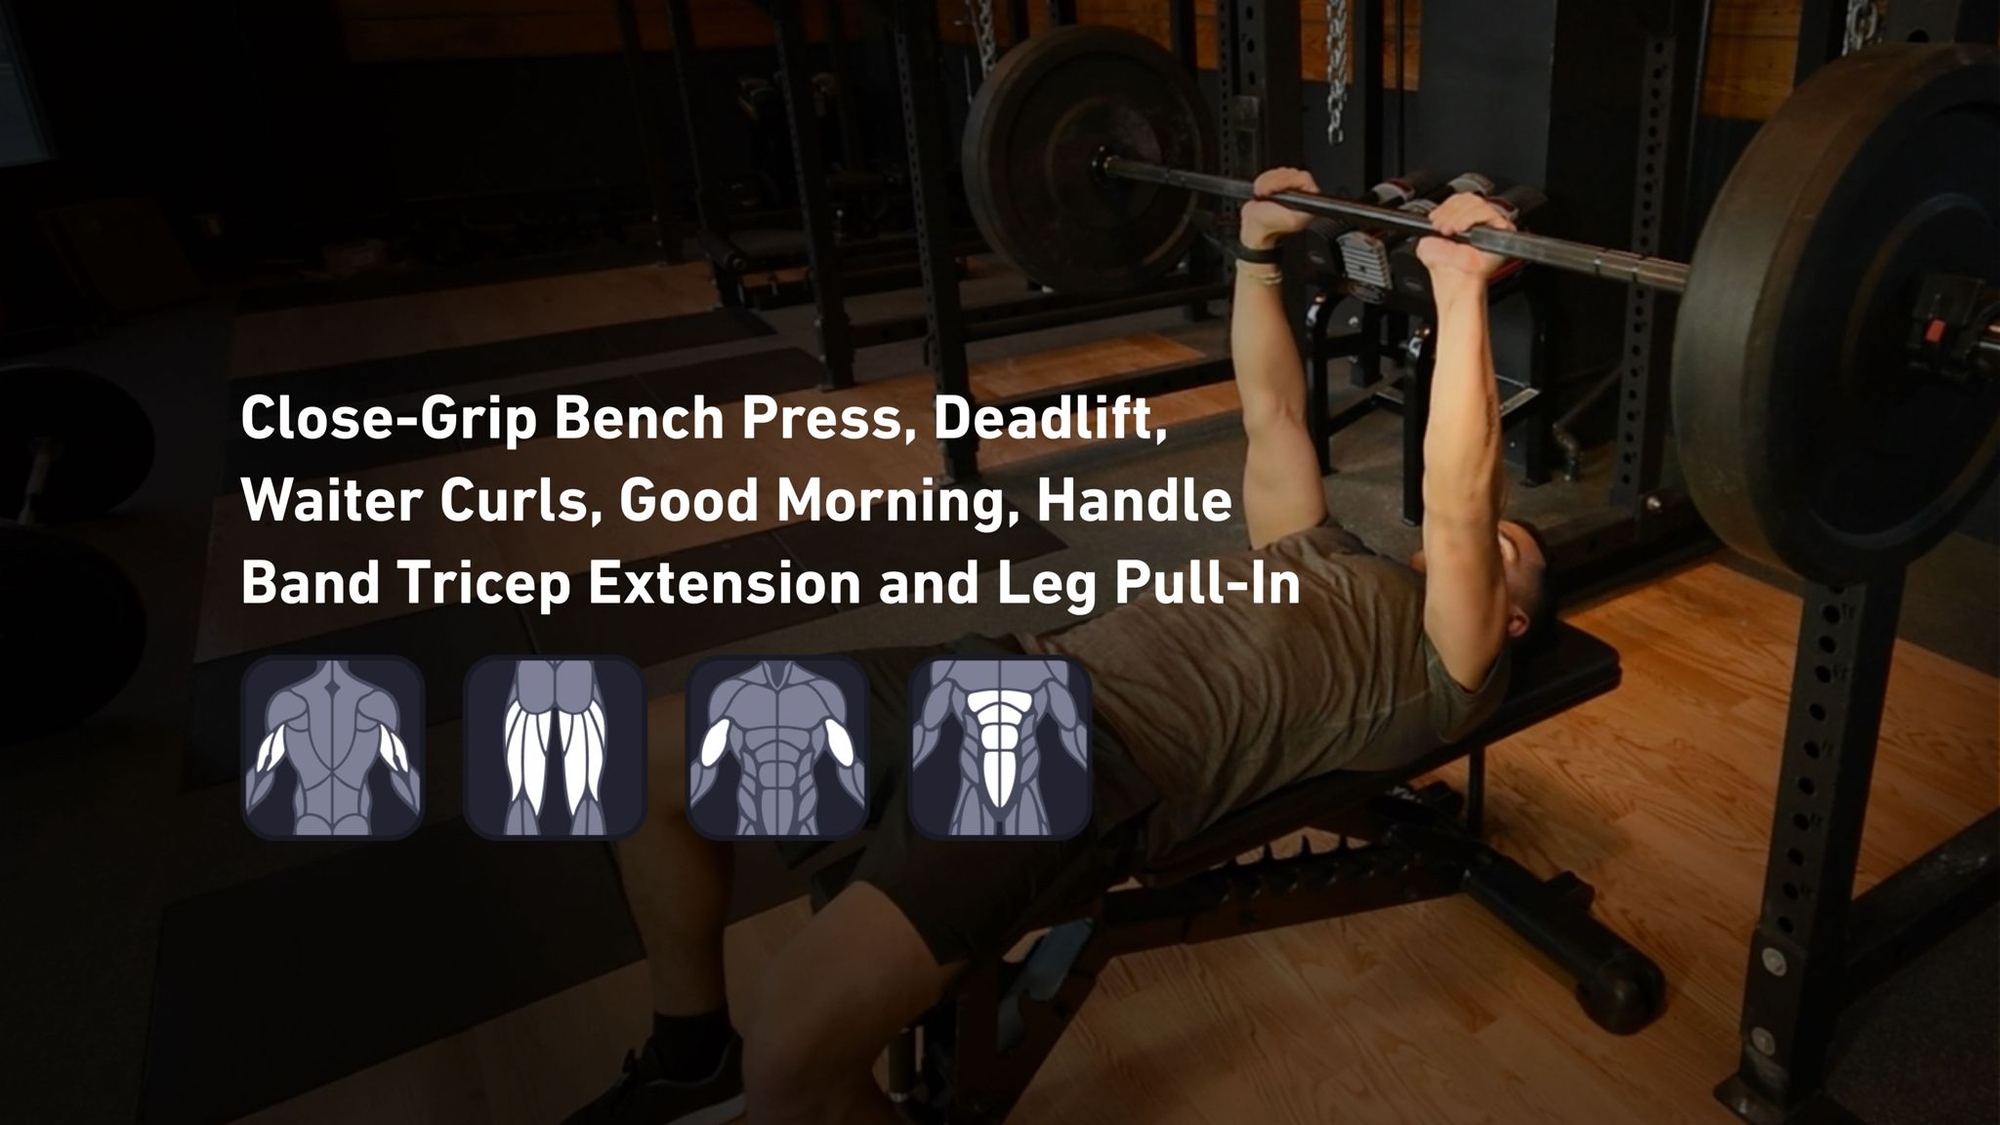 Close-Grip Bench Press, Deadlift,
Waiter Curls, Good Morning, Handle
Band Tricep Extension and Leg Pull-In